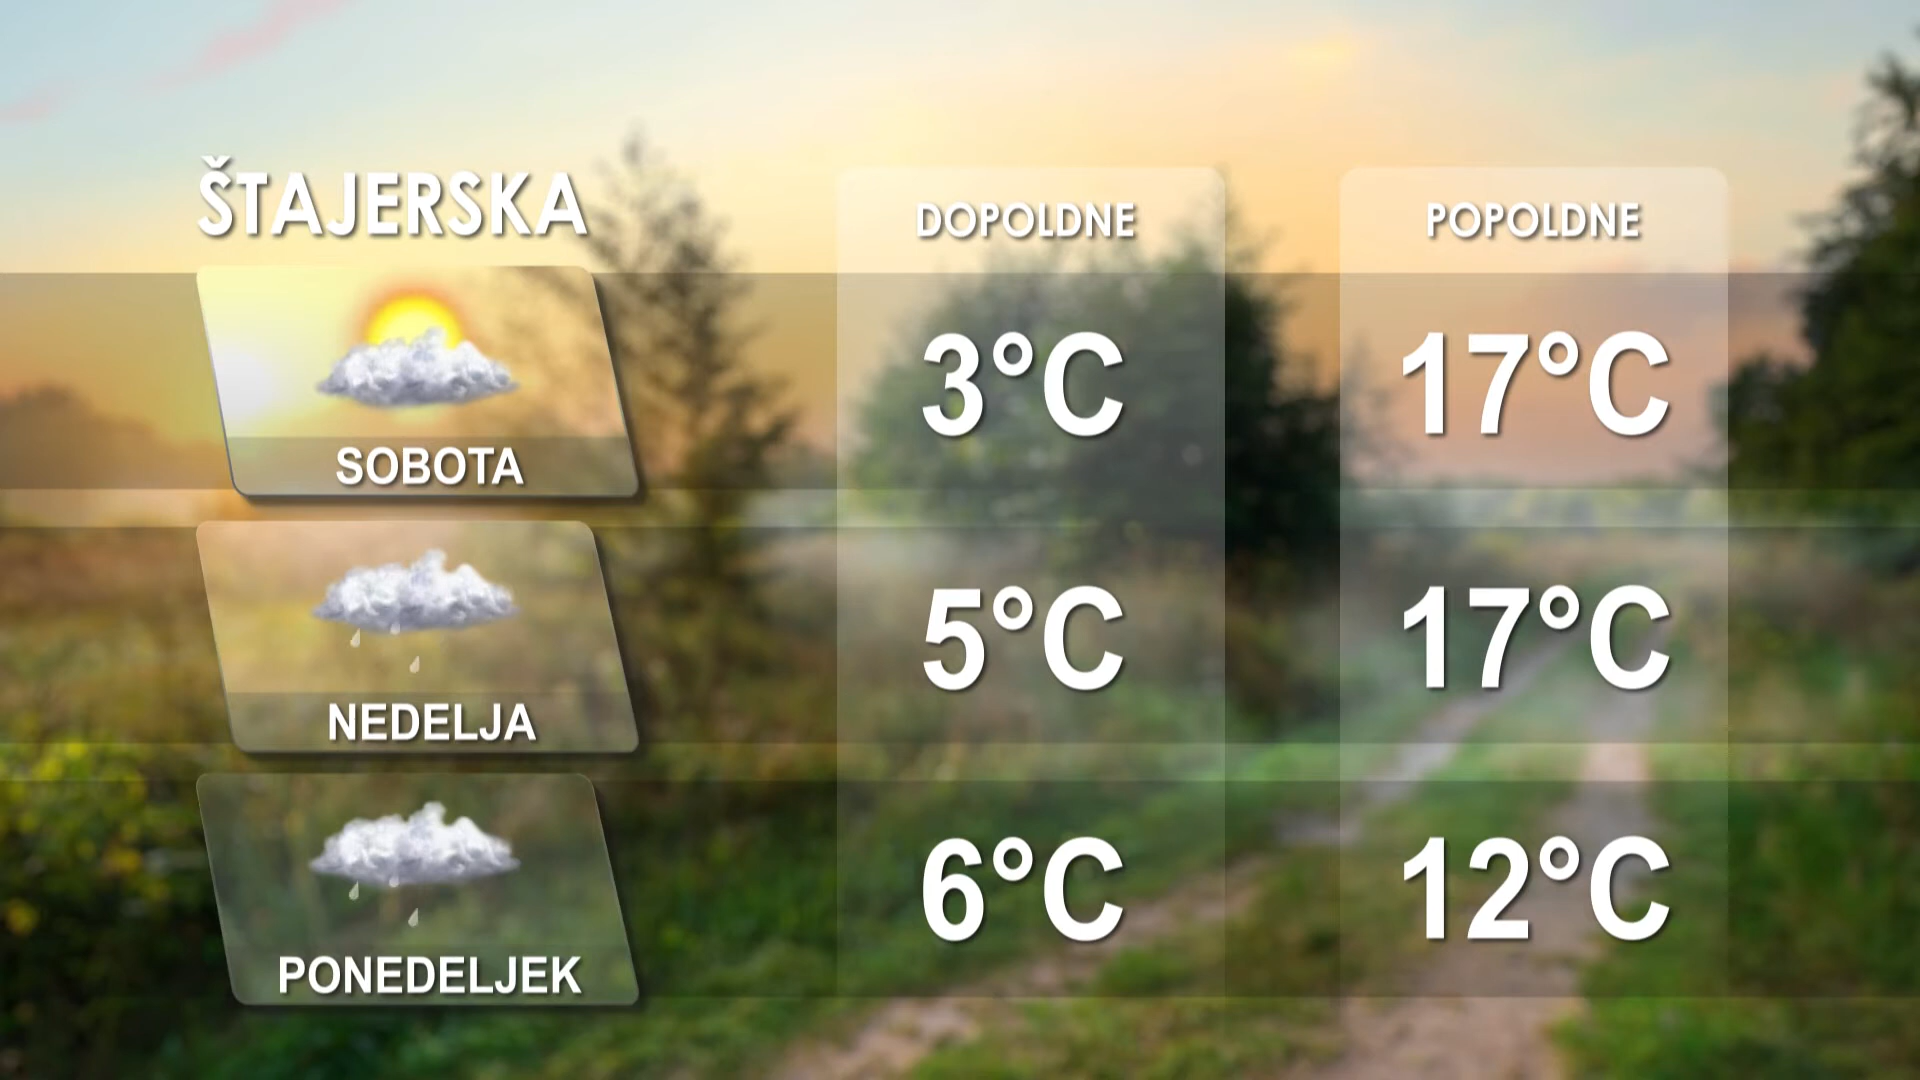 ŠTAJERSKA
DOPOLDNE
POPOLDNE
SOBOTA
3°C
17°C
NEDELJA
5°C
17°C
PONEDELJEK
6°C
12°C